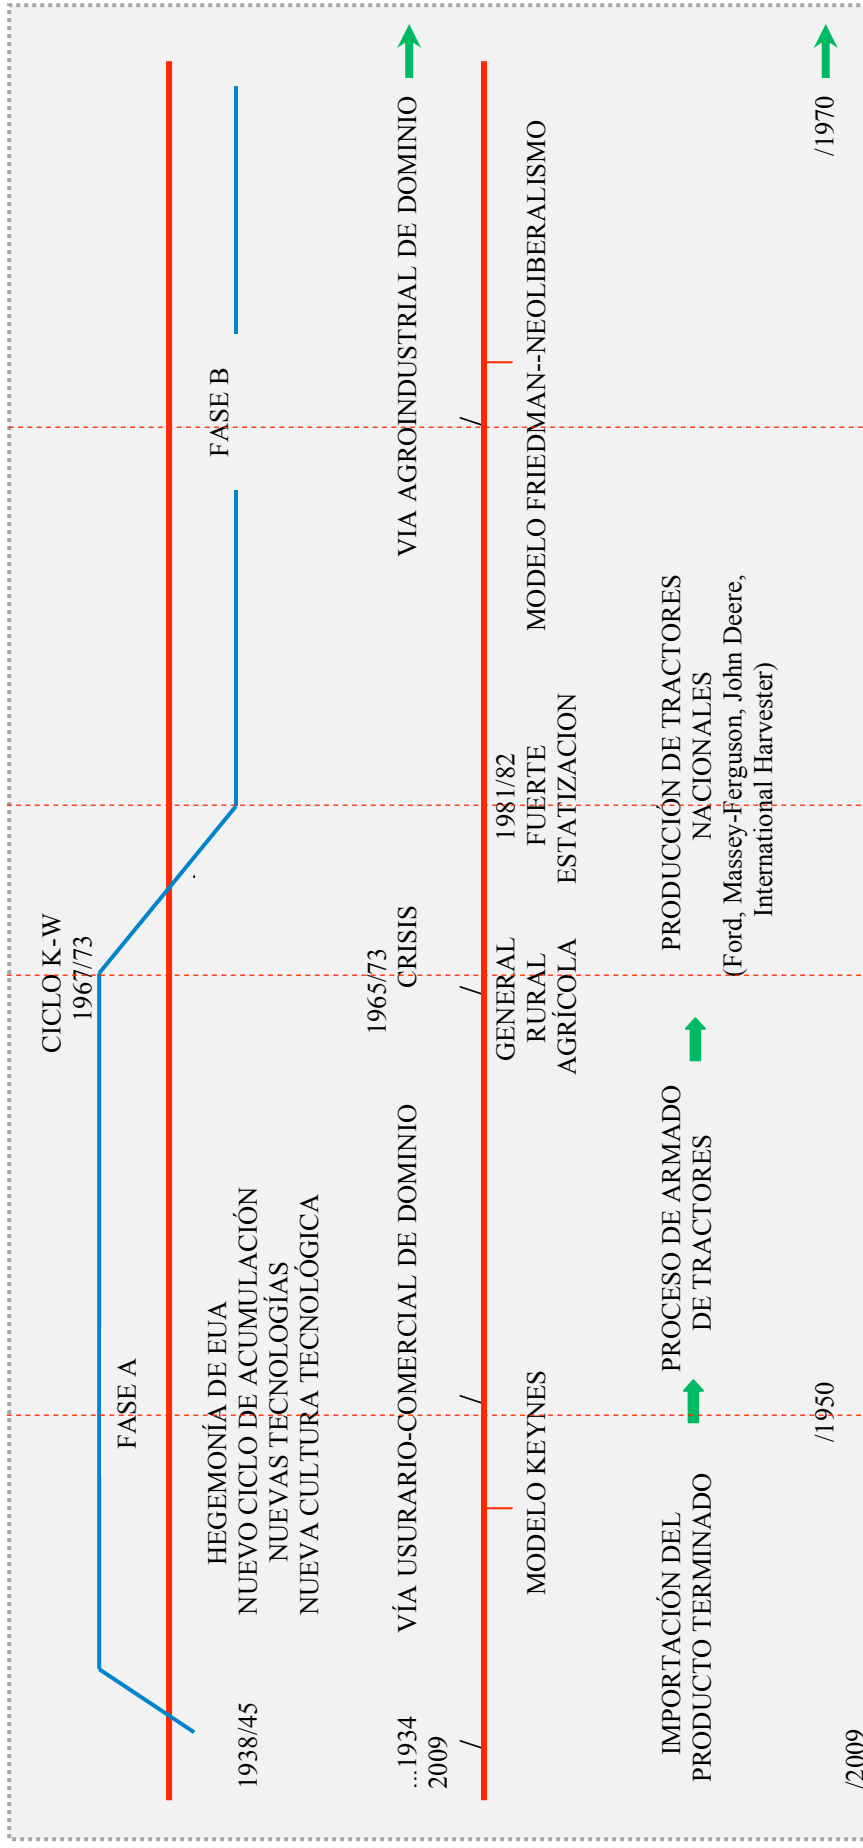 CICLO K-W
1967/73
FASE A
FASE B
HEGEMONÍA DE EUA
NUEVO CICLO DE ACUMULACIÓN
NUEVAS TECNOLOGÍAS
NUEVA CULTURA TECNOLÓGICA
1938/45
1965/73
CRISIS
...1934
2009
VÍA USURARIO-COMERCIAL DE DOMINIO
VIA AGROINDUSTRIAL DE DOMINIO
GENERAL
RURAL
AGRÍCOLA
1981/82
FUERTE
ESTATIZACION
MODELO KEYNES
MODELO FRIEDMAN--NEOLIBERALISMO
IMPORTACIÓN DEL
PRODUCTO TERMINADO
PROCESO DE ARMADO
DE TRACTORES
PRODUCCIÓN DE TRACTORES
NACIONALES
(Ford, Massey-Ferguson, John Deere,
International Harvester)
/1950
/1970
/2009